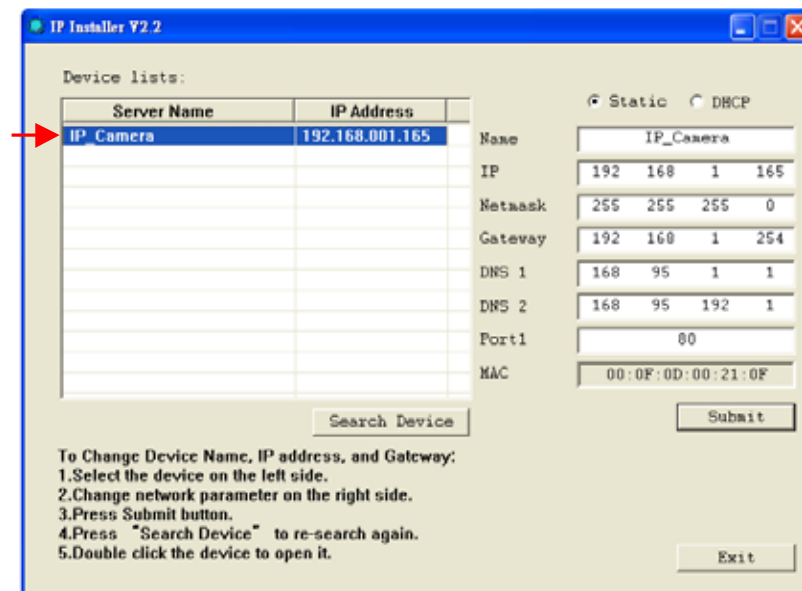 IP Installer V2.2
Device lists:
Server Name IP Address
IP_Camera 192.168.001.165
Static DHCP
Name IP_Camera
IP 192 168 1 165
Netmask 255 255 255 0
Gateway 192 168 1 254
DNS 1 168 95 1 1
DNS 2 168 95 192 1
Port1 80
MAC 00:0F:0D:00:21:0F
Search Device
Submit
To Change Device Name, IP address, and Gateway:
1.Select the device on the left side.
2.Change network parameter on the right side.
3.Press Submit button.
4.Press "Search Device" to re-search again.
5.Double click the device to open it.
Exit